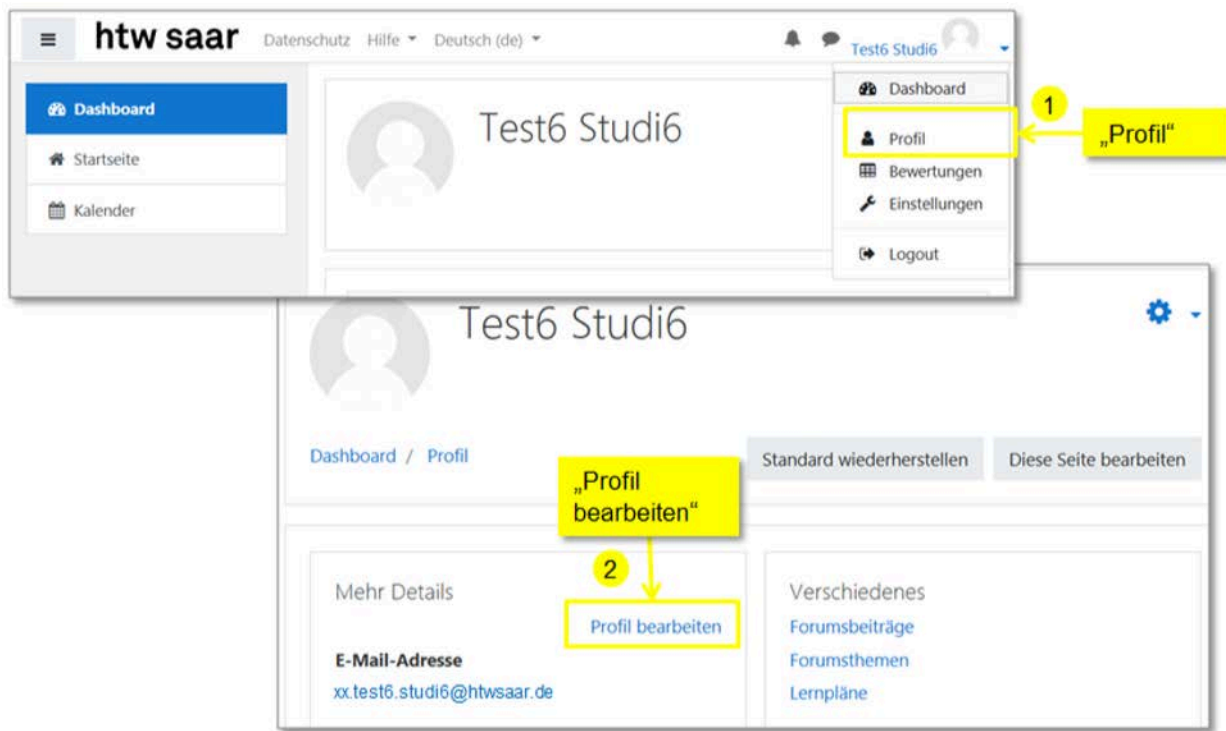 htw saar Datenschutz Hilfe Deutsch (de) Test6 Studi6
Dashboard
Startseite
Kalender
Test6 Studi6
Dashboard
Profil
Bewertungen
Einstellungen
Logout
1
„Profil“
Test6 Studi6
Dashboard / Profil
Standard wiederherstellen Diese Seite bearbeiten
„Profil
bearbeiten“
2
Mehr Details
Profil bearbeiten
E-Mail-Adresse
xx.test6.studi6@htwsaar.de
Verschiedenes
Forumsbeiträge
Forumsthemen
Lernpläne